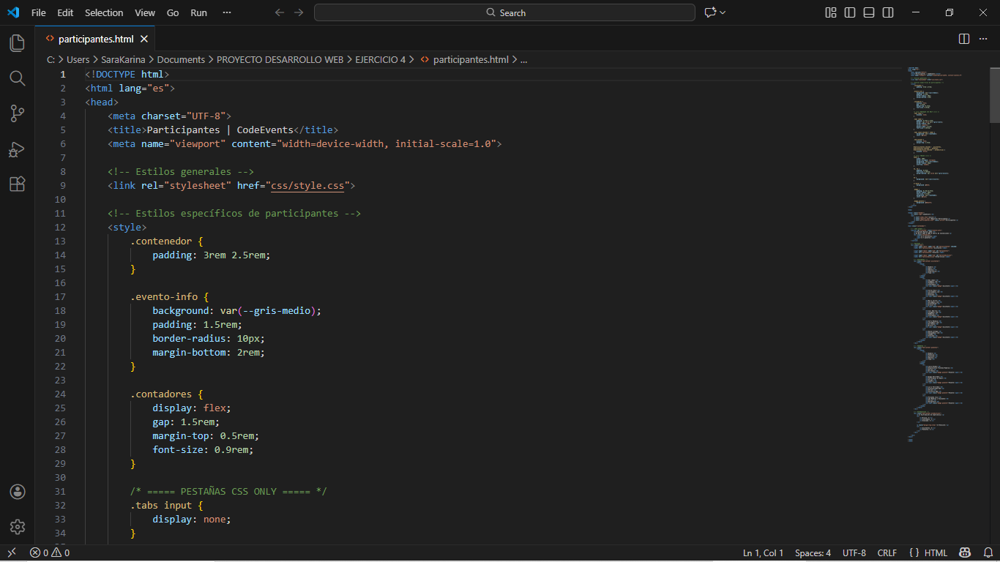 File Edit Selection View Go Run ··· Search
participantes.html
C: > Users > SaraKarina > Documents > PROYECTO DESARROLLO WEB > EJERCICIO 4 > participantes.html > ...
1 <!DOCTYPE html>
2 <html lang="es">
3 <head>
4 <meta charset="UTF-8">
5 <title>Participantes | CodeEvents</title>
6 <meta name="viewport" content="width=device-width, initial-scale=1.0">
7
8 <!-- Estilos generales -->
9 <link rel="stylesheet" href="css/style.css">
10
11 <!-- Estilos específicos de participantes -->
12 <style>
13 .contenedor {
14 padding: 3rem 2.5rem;
15 }
16
17 .evento-info {
18 background: var(--gris-medio);
19 padding: 1.5rem;
20 border-radius: 10px;
21 margin-bottom: 2rem;
22 }
23
24 .contadores {
25 display: flex;
26 gap: 1.5rem;
27 margin-top: 0.5rem;
28 font-size: 0.9rem;
29 }
30
31 /* ===== PESTAÑAS CSS ONLY ===== */
32 .tabs input {
33 display: none;
34 }
0 0 Ln 1, Col 1 Spaces: 4 UTF-8 CRLF {} HTML